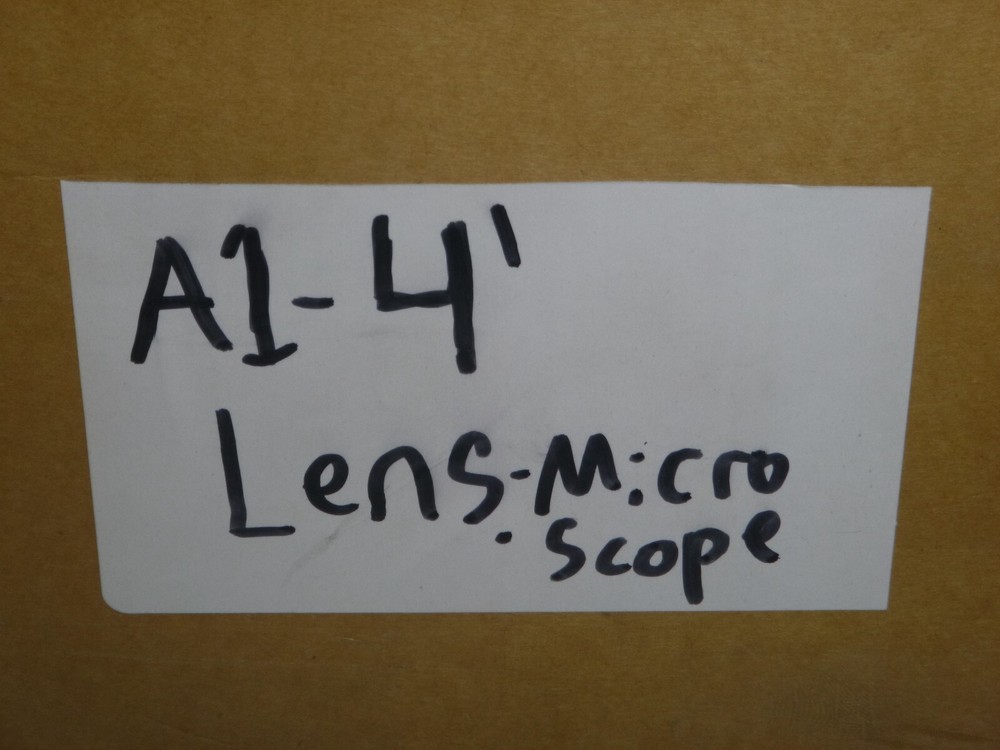 A1-4'
Lens-Micro
.scope